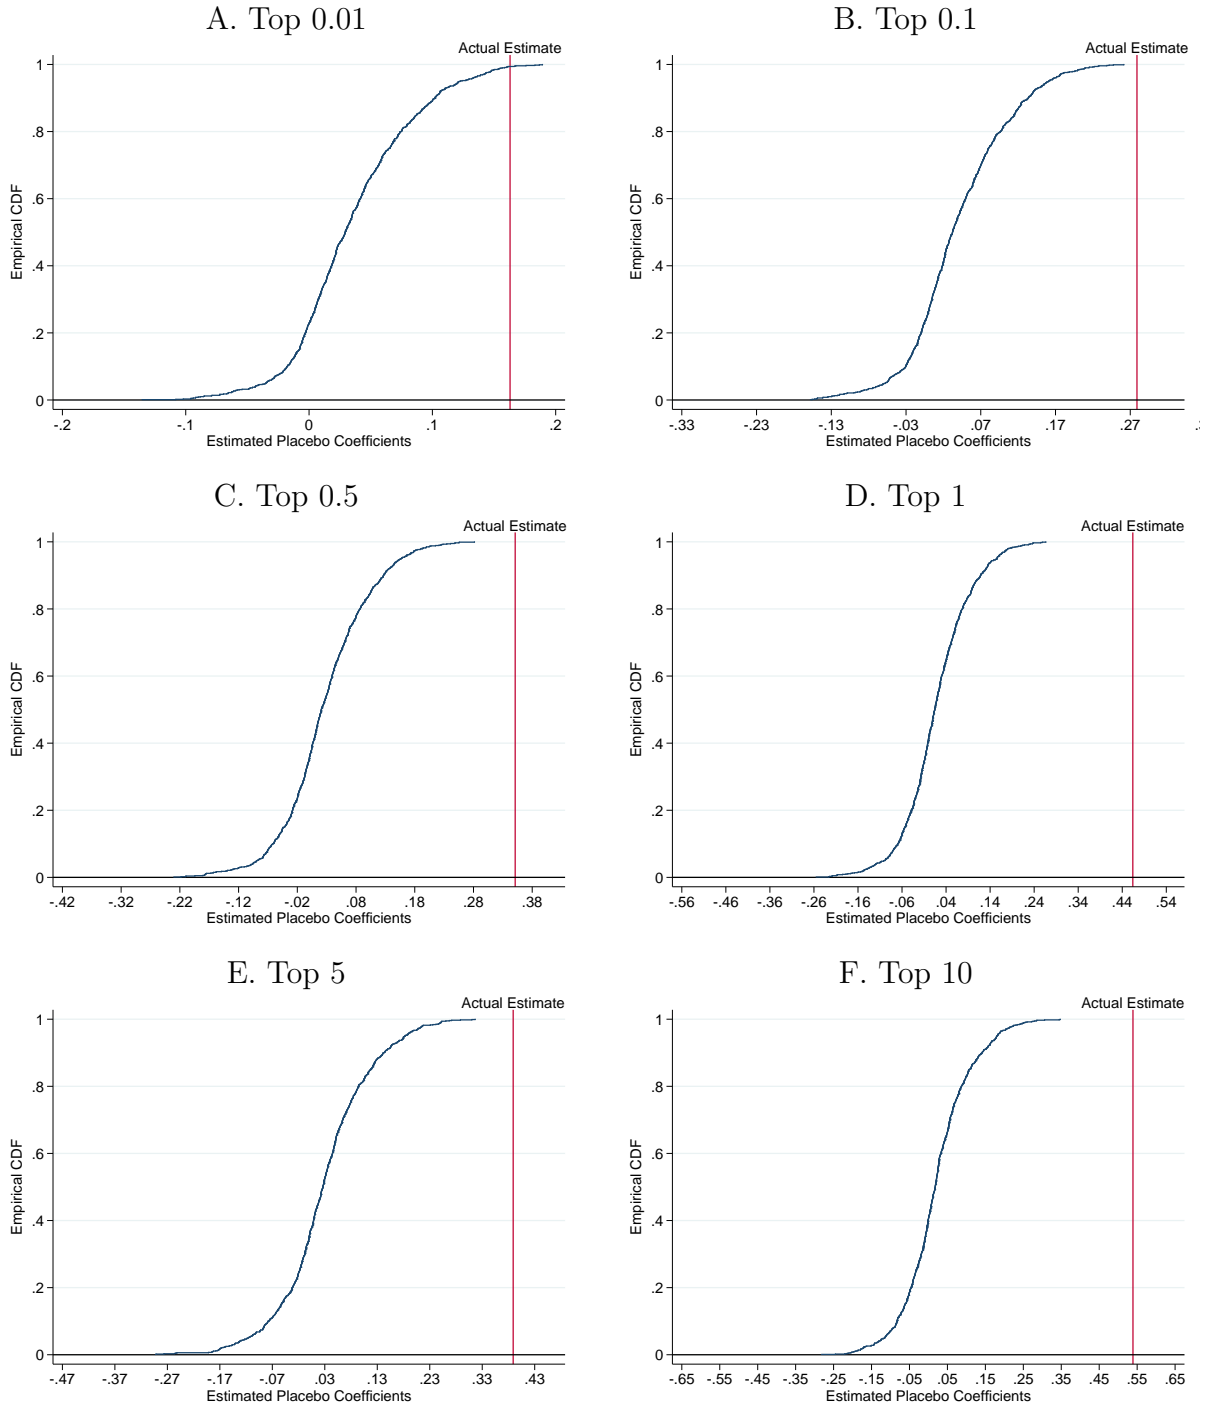 A. Top 0.01
Actual Estimate
1
.8
.6
.4
.2
0
Empirical CDF
-.2 -.1 0 .1 .2
Estimated Placebo Coefficients
B. Top 0.1
Actual Estimate
1
.8
.6
.4
.2
0
Empirical CDF
-.33 -.23 -.13 -.03 .07 .17 .27
Estimated Placebo Coefficients
C. Top 0.5
Actual Estimate
1
.8
.6
.4
.2
0
Empirical CDF
-.42 -.32 -.22 -.12 -.02 .08 .18 .28 .38
Estimated Placebo Coefficients
D. Top 1
Actual Estimate
1
.8
.6
.4
.2
0
Empirical CDF
-.56 -.46 -.36 -.26 -.16 -.06 .04 .14 .24 .34 .44 .54
Estimated Placebo Coefficients
E. Top 5
Actual Estimate
1
.8
.6
.4
.2
0
Empirical CDF
-.47 -.37 -.27 -.17 -.07 .03 .13 .23 .33 .43
Estimated Placebo Coefficients
F. Top 10
Actual Estimate
1
.8
.6
.4
.2
0
Empirical CDF
-.65 -.55 -.45 -.35 -.25 -.15 -.05 .05 .15 .25 .35 .45 .55 .65
Estimated Placebo Coefficients